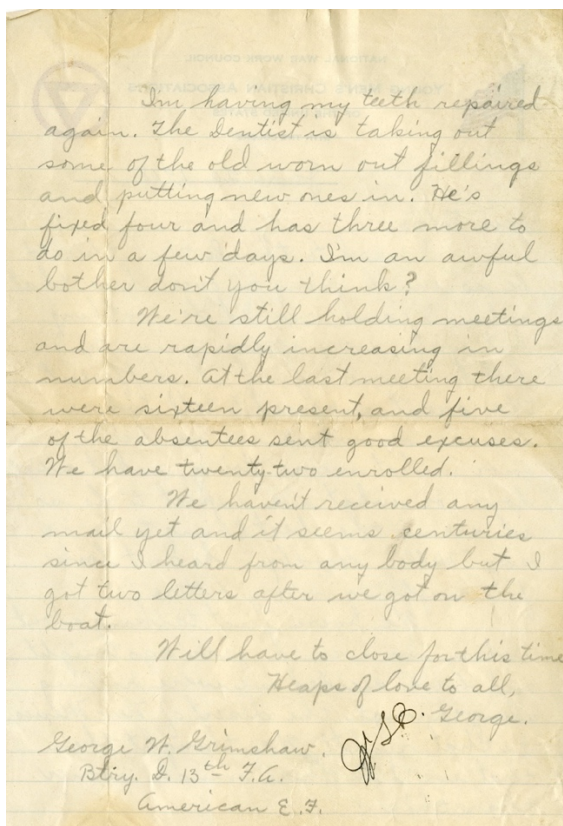 I'm having my teeth repaired
again. The Dentist is taking out
some of the old worn out fillings
and putting new ones in. He's
fixed four and has three more to
do in a few days. I'm an awful
bother don't you think?
We're still holding meetings
and are rapidly increasing in
numbers. At the last meeting there
were sixteen present, and five
of the absentees sent good excuses.
We have twenty-two enrolled.
We haven't received any
mail yet and it seems centuries
since I heard from any body but I
got two letters after we got on the
boat.
Will have to close for this time
Heaps of love to all,
George.
George W. Grimshaw.
Btry. D. 13th F.A.
American E.F.